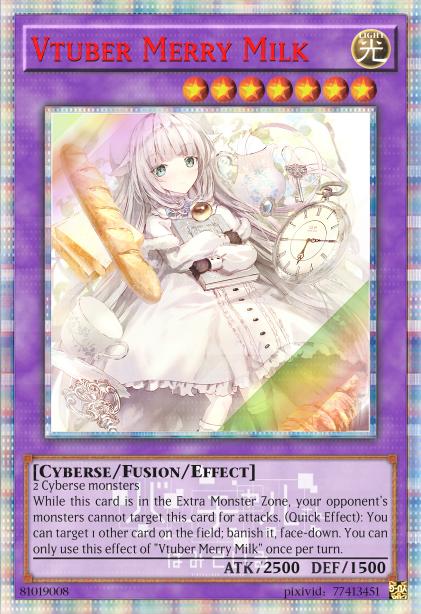 Vtuber Merry Milk
LIGHT
光
[Cyberse/Fusion/Effect]
2 Cyberse monsters
While this card is in the Extra Monster Zone, your opponent's
monsters cannot target this card for attacks. (Quick Effect): You
can target 1 other card on the field; banish it, face-down. You can
only use this effect of "Vtuber Merry Milk" once per turn.
ATK/2500 DEF/1500
81019008
pixivid: 77413451